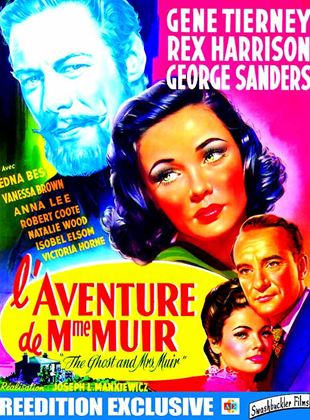 GENE TIERNEY
REX HARRISON
GEORGE SANDERS
avec
EDNA BEST
VANESSA BROWN
ANNA LEE
ROBERT COOTE
NATALIE WOOD
ISOBEL ELSOM
VICTORIA HORNE
l'AVENTURE
de Mme MUIR
"The Ghost and Mrs. Muir"
Réalisation JOSEPH L. MANKIEWICZ
REEDITION EXCLUSIVE
Swashbuckler Films